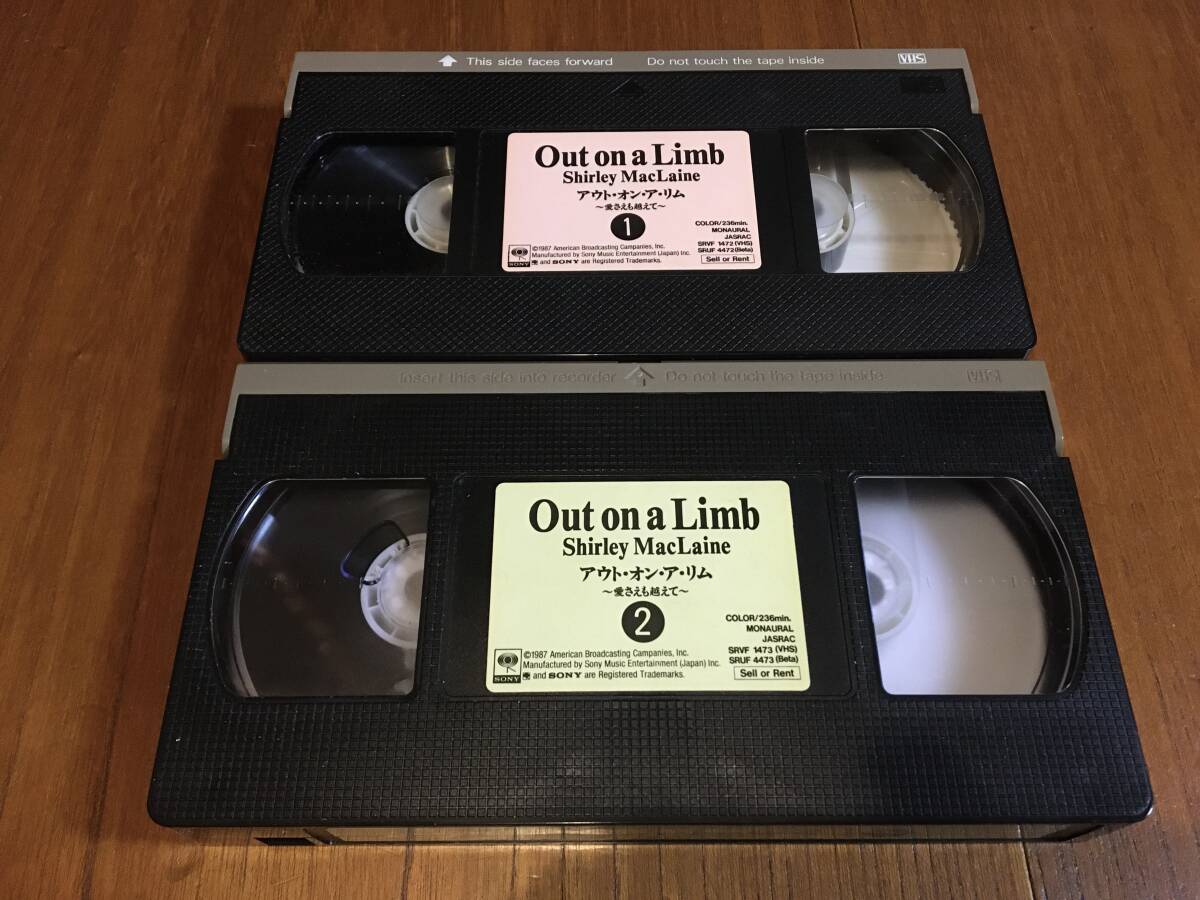 This side faces forward Do not touch the tape inside VHS
Out on a Limb
Shirley MacLaine
アウト・オン・ア・リム
～愛さえも越えて～
1
COLOR/236min.
MONAURAL
JASRAC
SRVF 1472 (VHS)
SRUF 4472 (Beta)
Sell or Rent
©1987 American Broadcasting Campanies, Inc.
Manufactured by Sony Music Entertainment (Japan) Inc.
and SONY are Registered Trademarks.
SONY
Insert this side into recorder Do not touch the tape inside VHS
Out on a Limb
Shirley MacLaine
アウト・オン・ア・リム
～愛さえも越えて～
2
COLOR/236min.
MONAURAL
JASRAC
SRVF 1473 (VHS)
SRUF 4473 (Beta)
Sell or Rent
©1987 American Broadcasting Campanies, Inc.
Manufactured by Sony Music Entertainment (Japan) Inc.
and SONY are Registered Trademarks.
SONY